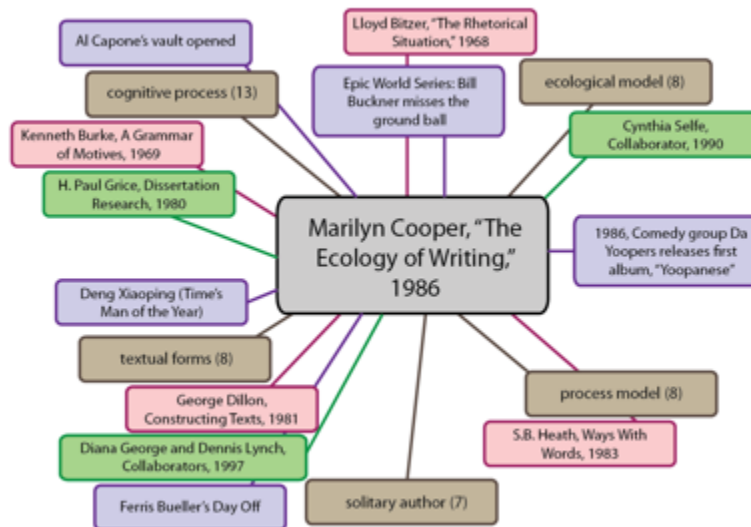 Lloyd Bitzer, "The Rhetorical
Situation," 1968
Al Capone's vault opened
cognitive process (13)
Epic World Series: Bill
Buckner misses the
ground ball
ecological model (8)
Cynthia Selfe,
Collaborator, 1990
Kenneth Burke, A Grammar
of Motives, 1969
H. Paul Grice, Dissertation
Research, 1980
Marilyn Cooper, "The
Ecology of Writing,"
1986
1986, Comedy group Da
Yoopers releases first
album, "Yoopanese"
Deng Xiaoping (Time's
Man of the Year)
textual forms (8)
George Dillon,
Constructing Texts, 1981
process model (8)
S.B. Heath, Ways With
Words, 1983
Diana George and Dennis Lynch,
Collaborators, 1997
Ferris Bueller's Day Off
solitary author (7)